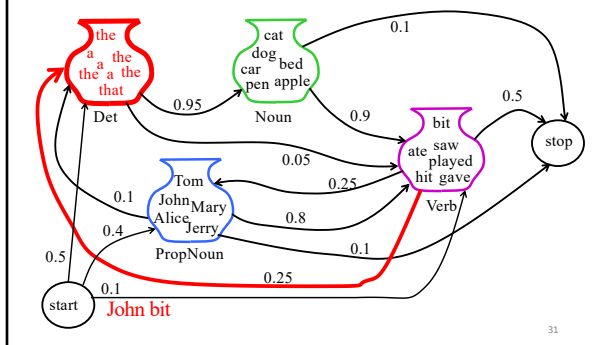 0.1
the
a
a the
the a the
that
Det
cat
dog
bed
car
pen apple
Noun
0.95
0.9
0.05
bit
ate saw
played
hit gave
Verb
0.5
stop
Tom
John Mary
Alice
Jerry
PropNoun
0.25
0.8
0.1
0.1
0.4
0.5
0.25
0.1
start
John bit
31